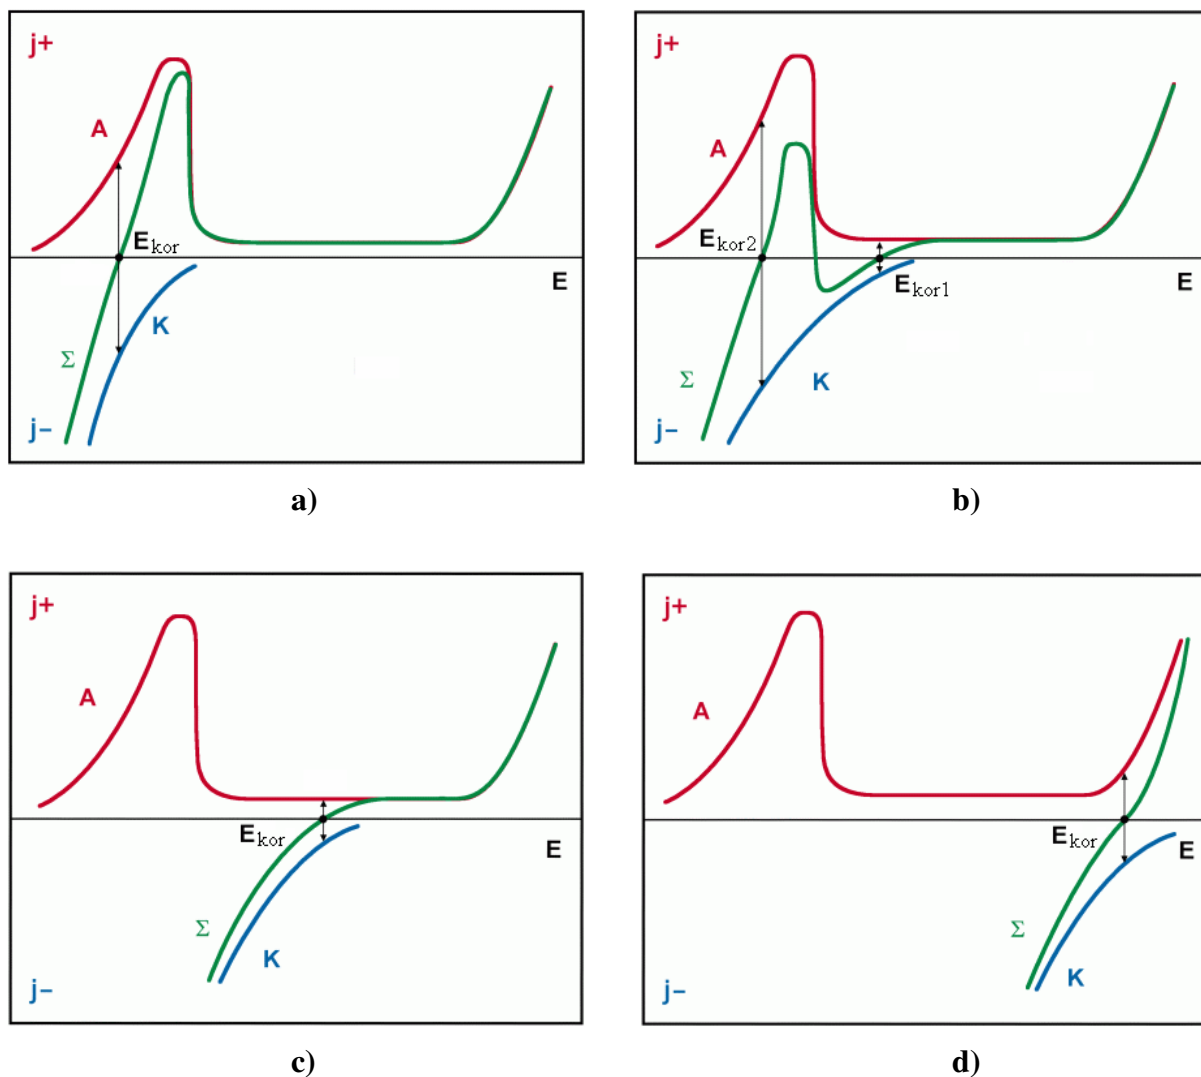 j+
A
E_kor
E
K
Σ
j–
a)
j+
A
E_kor2
E
E_kor1
K
Σ
j–
b)
j+
A
E_kor
E
Σ
K
j–
c)
j+
A
E_kor
E
Σ
K
j–
d)